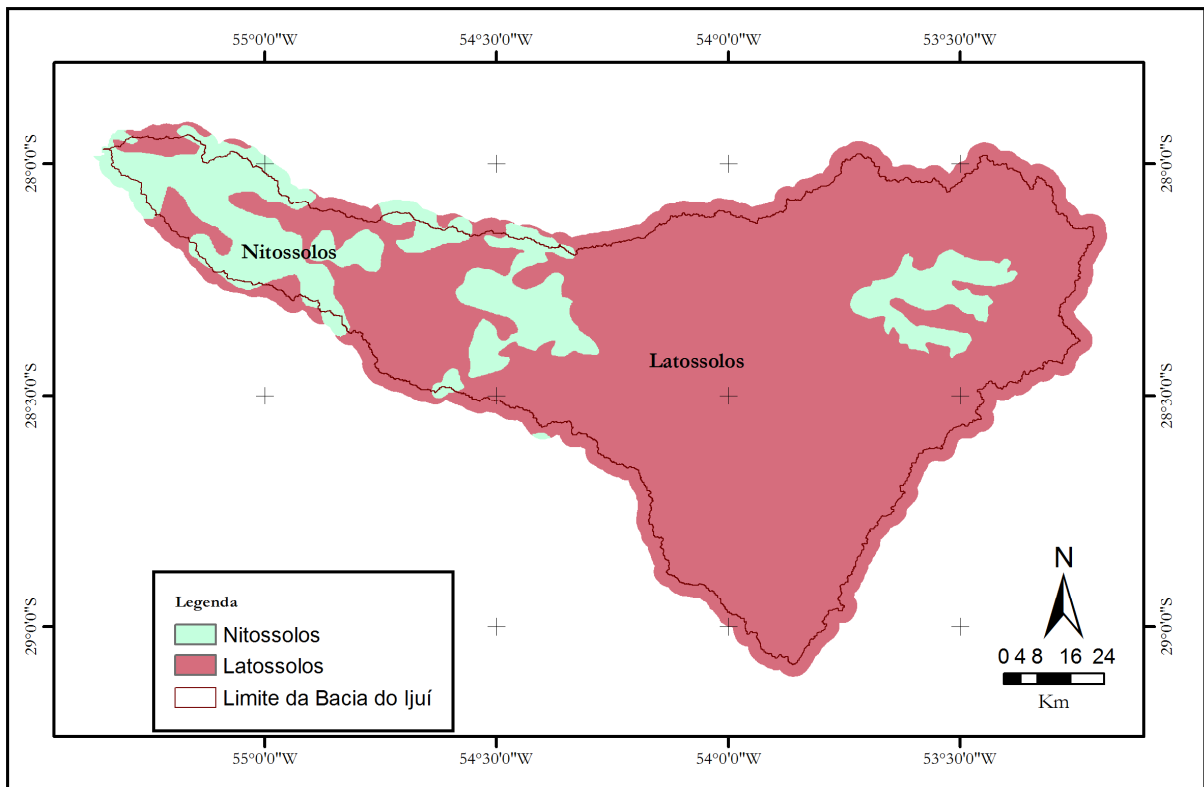 55°0'0"W 54°30'0"W 54°0'0"W 53°30'0"W
28°0'0"S 28°0'0"S
Nitossolos
Latossolos
28°30'0"S 28°30'0"S
Legenda
Nitossolos
Latossolos
Limite da Bacia do Ijuí
N
0 4 8 16 24
Km
29°0'0"S 29°0'0"S
55°0'0"W 54°30'0"W 54°0'0"W 53°30'0"W